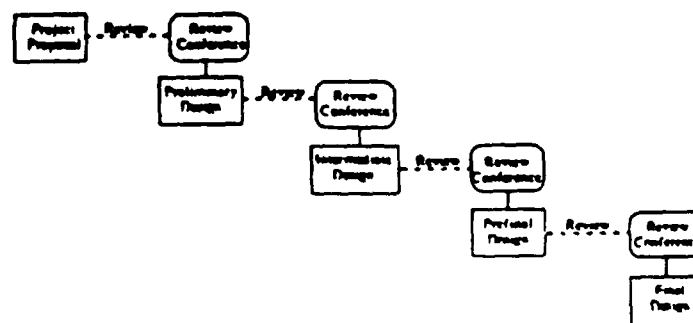 Project
Proposal
Review
Review
Conference
Preliminary
Design
Review
Review
Conference
Intermediate
Design
Review
Review
Conference
Prefinal
Design
Review
Review
Conference
Final
Design